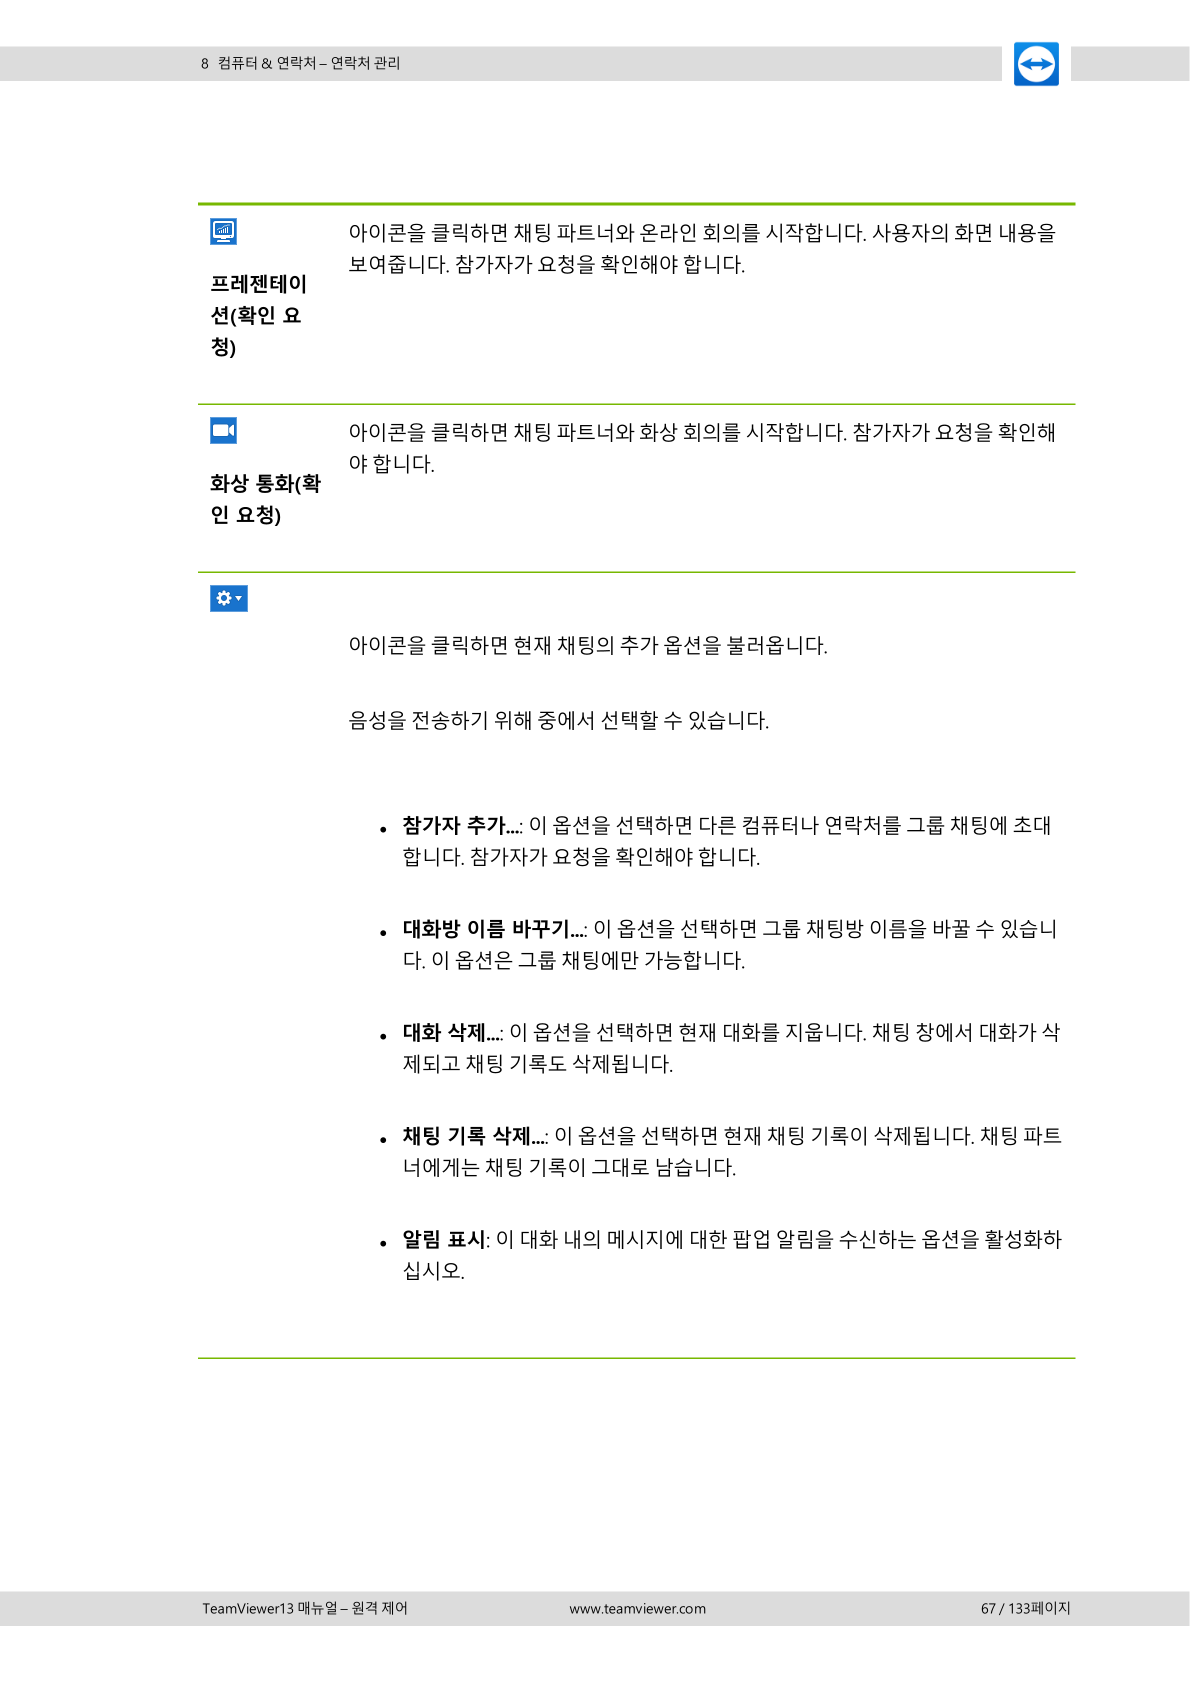 8 컴퓨터 & 연락처 – 연락처 관리
프레젠테이
션(확인 요
청)
아이콘을 클릭하면 채팅 파트너와 온라인 회의를 시작합니다. 사용자의 화면 내용을
보여줍니다. 참가자가 요청을 확인해야 합니다.
화상 통화(확
인 요청)
아이콘을 클릭하면 채팅 파트너와 화상 회의를 시작합니다. 참가자가 요청을 확인해
야 합니다.
아이콘을 클릭하면 현재 채팅의 추가 옵션을 불러옵니다.
음성을 전송하기 위해 중에서 선택할 수 있습니다.
• 참가자 추가...: 이 옵션을 선택하면 다른 컴퓨터나 연락처를 그룹 채팅에 초대
합니다. 참가자가 요청을 확인해야 합니다.
• 대화방 이름 바꾸기...: 이 옵션을 선택하면 그룹 채팅방 이름을 바꿀 수 있습니
다. 이 옵션은 그룹 채팅에만 가능합니다.
• 대화 삭제...: 이 옵션을 선택하면 현재 대화를 지웁니다. 채팅 창에서 대화가 삭
제되고 채팅 기록도 삭제됩니다.
• 채팅 기록 삭제...: 이 옵션을 선택하면 현재 채팅 기록이 삭제됩니다. 채팅 파트
너에게는 채팅 기록이 그대로 남습니다.
• 알림 표시: 이 대화 내의 메시지에 대한 팝업 알림을 수신하는 옵션을 활성화하
십시오.
TeamViewer13 매뉴얼 – 원격 제어 www.teamviewer.com 67 / 133페이지